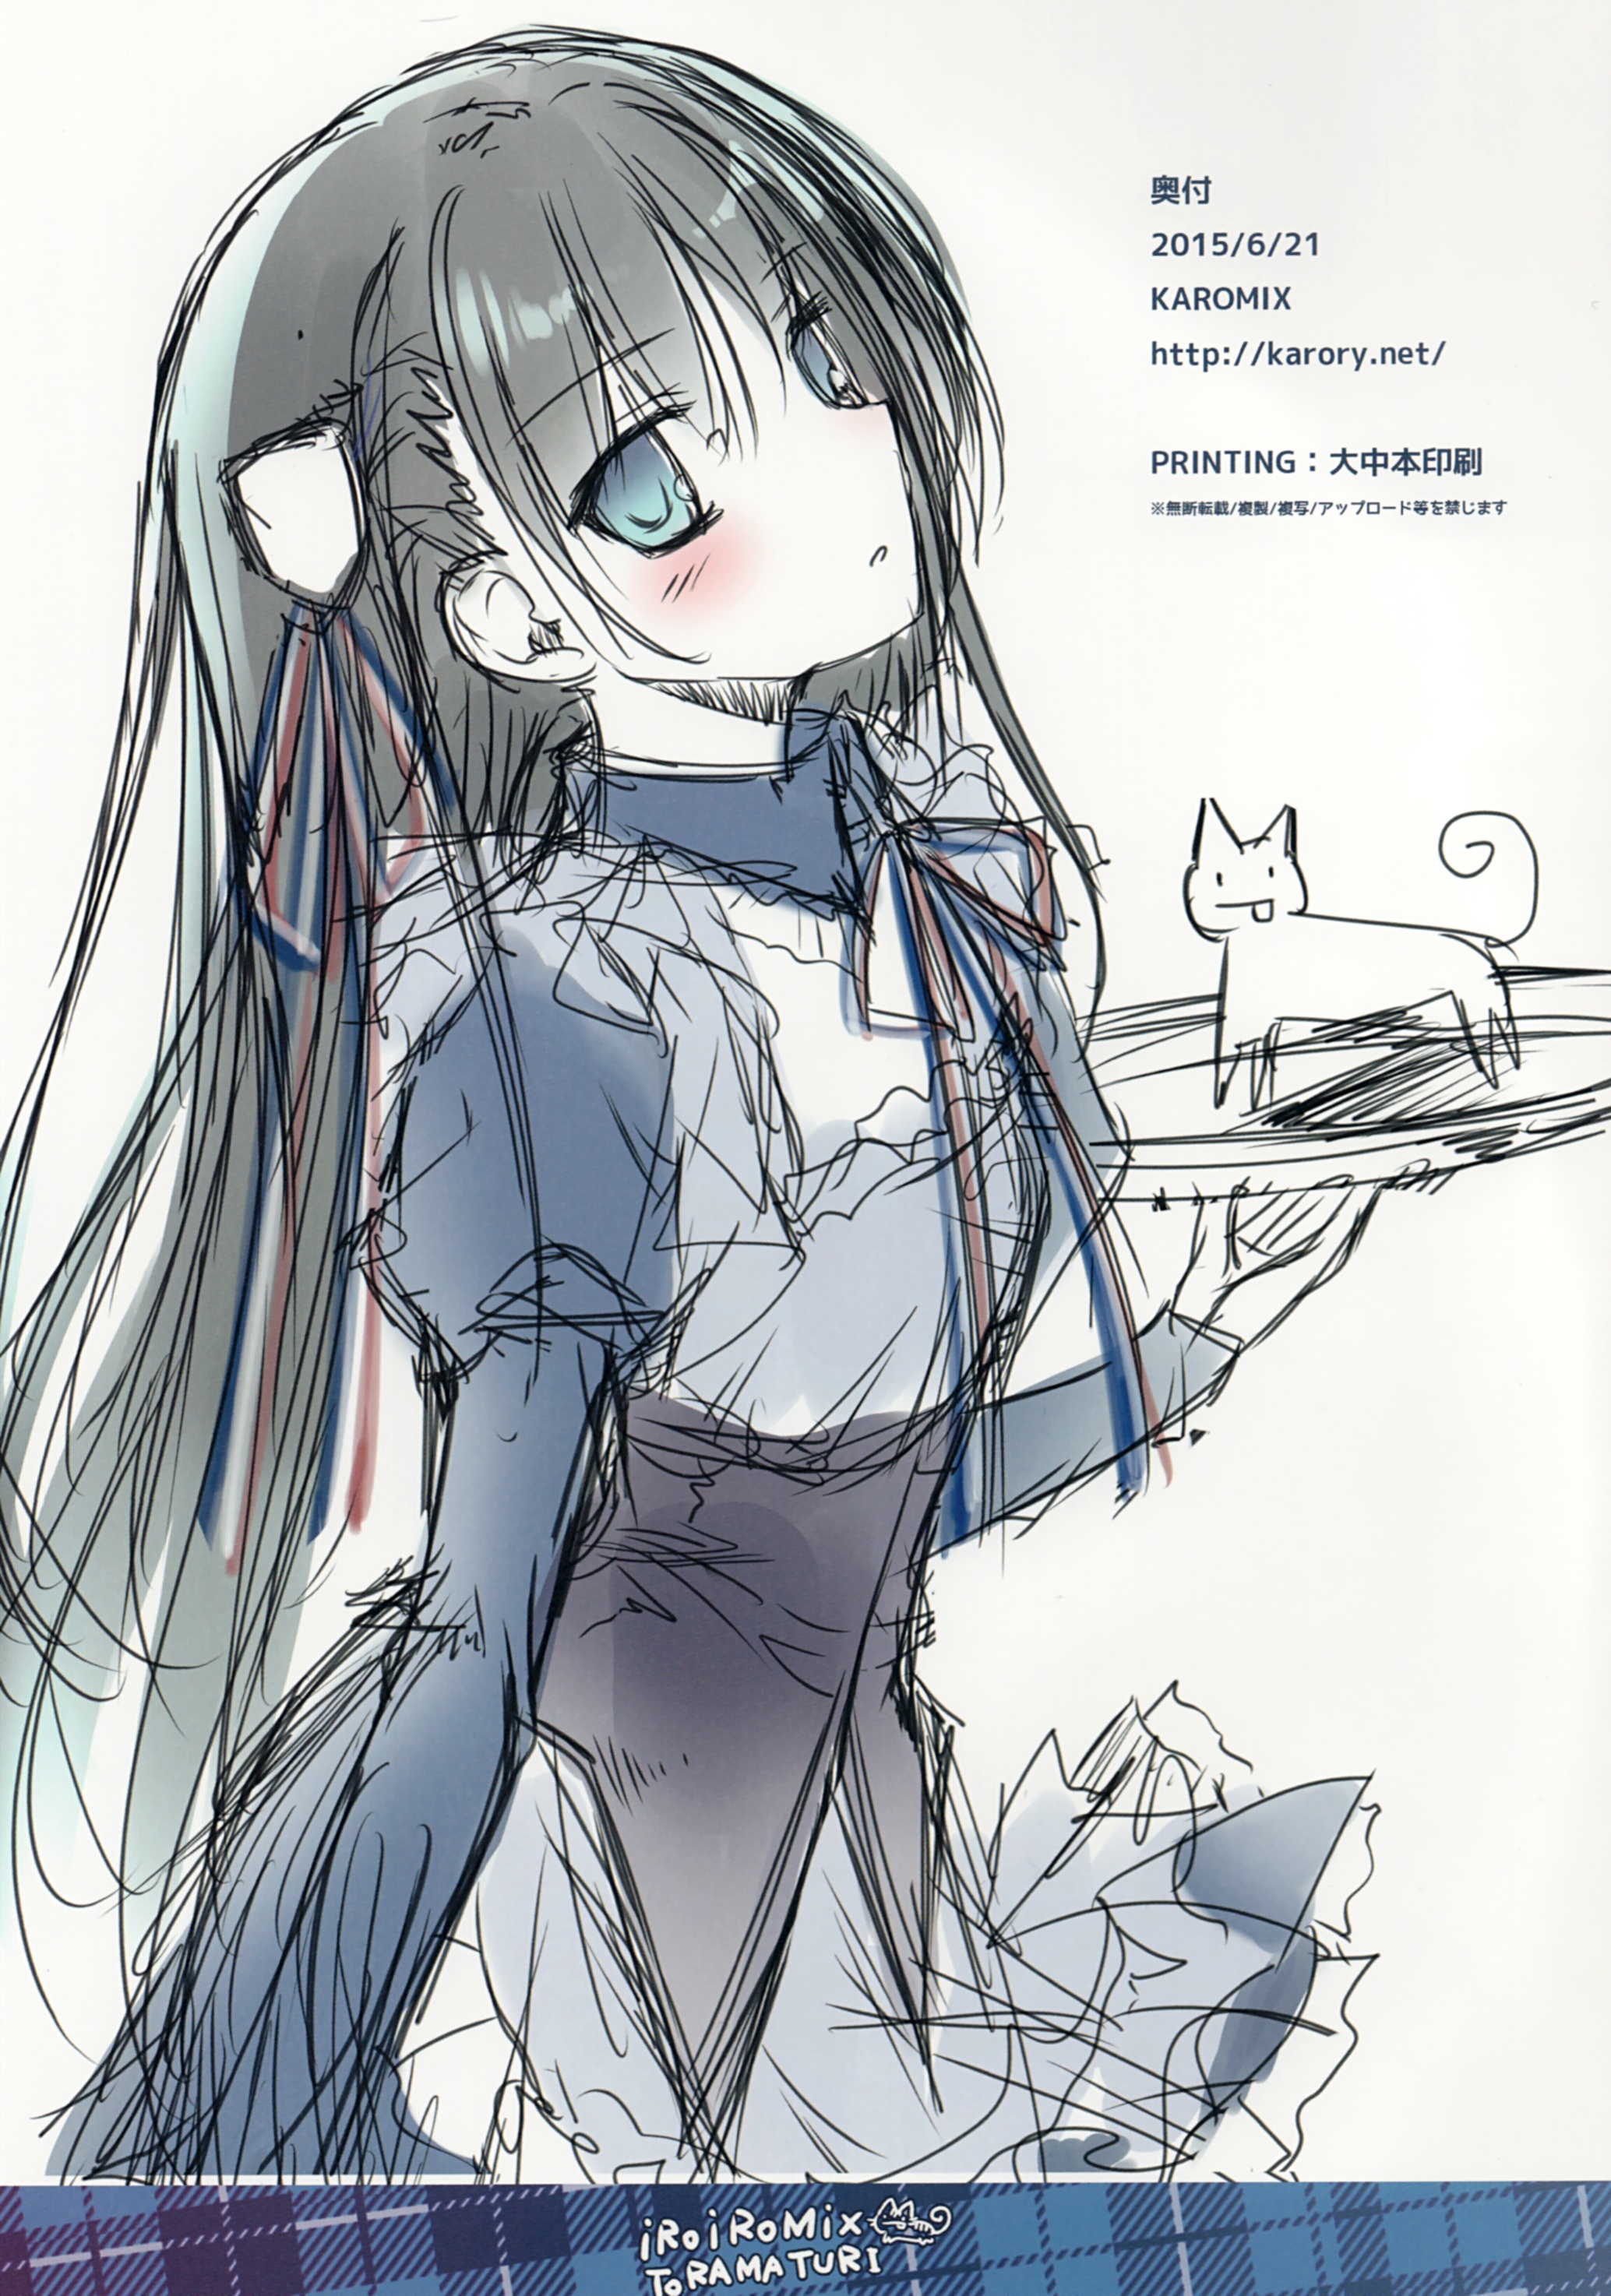 奥付
2015/6/21
KAROMIX
http://karory.net/
PRINTING：大中本印刷
※無断転載/複製/複写/アップロード等を禁じます
iRoiRoMix
ToRAMATURI